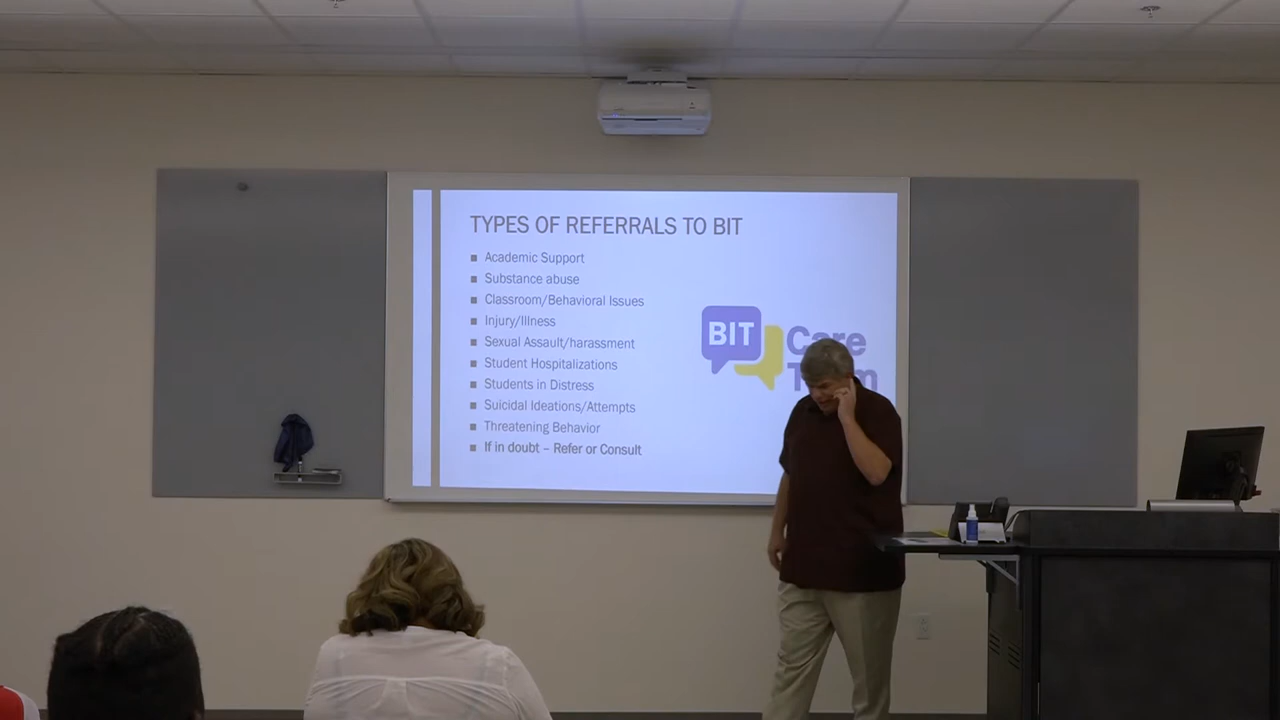 TYPES OF REFERRALS TO BIT
Academic Support
Substance abuse
Classroom/Behavioral Issues
Injury/Illness
Sexual Assault/harassment
Student Hospitalizations
Students in Distress
Suicidal Ideations/Attempts
Threatening Behavior
If in doubt – Refer or Consult
BIT
Care